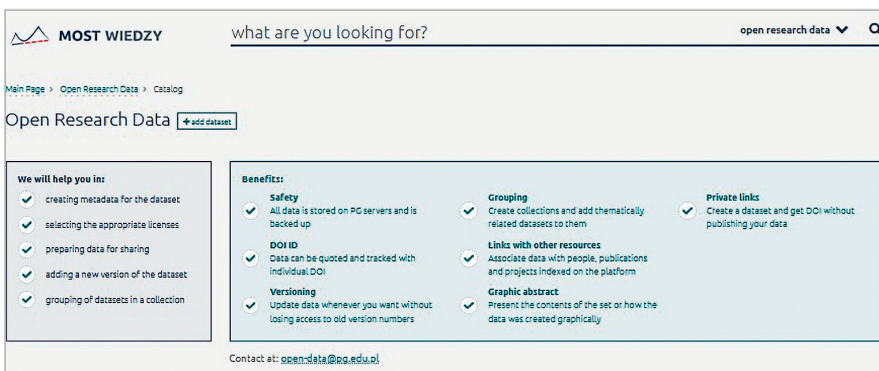 MOST WIEDZY
what are you looking for?
open research data
Main Page > Open Research Data > Catalog
Open Research Data
+ add dataset
We will help you in:
creating metadata for the dataset
selecting the appropriate licenses
preparing data for sharing
adding a new version of the dataset
grouping of datasets in a collection
Benefits:
Safety
All data is stored on PG servers and is
backed up
DOI ID
Data can be quoted and tracked with
individual DOI
Versioning
Update data whenever you want without
losing access to old version numbers
Grouping
Create collections and add thematically
related datasets to them
Links with other resources
Associate data with people, publications
and projects indexed on the platform
Graphic abstract
Present the contents of the set or how the
data was created graphically
Private links
Create a dataset and get DOI without
publishing your data
Contact at: open-data@pg.edu.pl